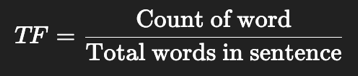 TF = Count of word
Total words in sentence